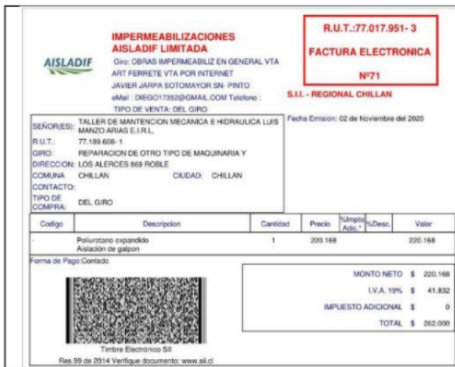 AISLADIF
IMPERMEABILIZACIONES
AISLADIF LIMITADA
Giro: OBRAS IMPERMEABILIZ EN GENERAL VTA
ART FERRETE VTA POR INTERNET
JAVIER JARPA SOTOMAYOR SN- PINTO
eMail : DIEGO17352@GMAIL.COM Telefono :
TIPO DE VENTA: DEL GIRO
R.U.T.:77.017.951- 3
FACTURA ELECTRONICA
Nº71
S.I.I. - REGIONAL CHILLAN
Fecha Emision: 02 de Noviembre del 2020
SEÑOR(ES): TALLER DE MANTENCION MECANICA E HIDRAULICA LUIS
MANZO ARIAS E.I.R.L.
R.U.T.: 77.189.608- 1
GIRO: REPARACION DE OTRO TIPO DE MAQUINARIA Y
DIRECCION: LOS ALERCES 868 ROBLE
COMUNA CHILLAN CIUDAD: CHILLAN
CONTACTO:
TIPO DE
COMPRA: DEL GIRO
Codigo Descripcion Cantidad Precio %Impto Adic.* %Desc. Valor
- Poliuretano expandido 1 220.168 220.168
Aislación de galpon
Forma de Pago:Contado
MONTO NETO $ 220.168
I.V.A. 19% $ 41.832
IMPUESTO ADICIONAL $ 0
TOTAL $ 262.000
Timbre Electrónico SII
Res.99 de 2014 Verifique documento: www.sii.cl